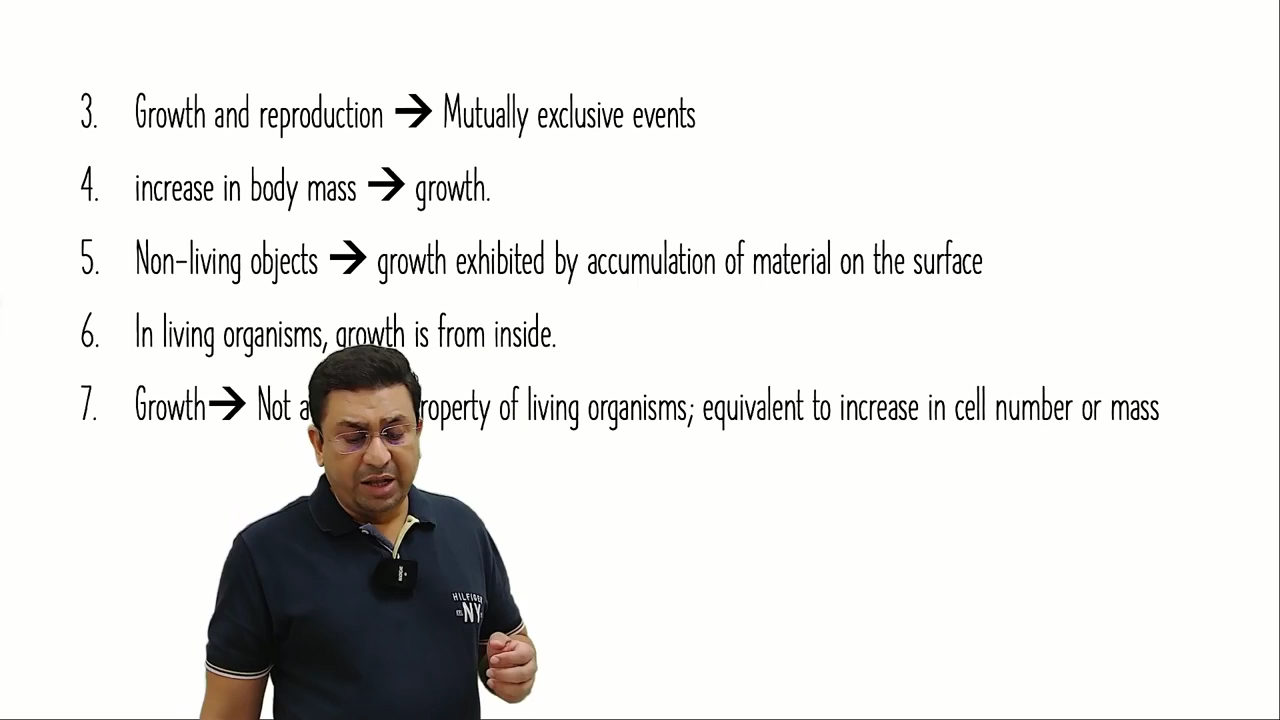 3. Growth and reproduction → Mutually exclusive events
4. increase in body mass → growth.
5. Non-living objects → growth exhibited by accumulation of material on the surface
6. In living organisms, growth is from inside.
7. Growth→ Not a roperty of living organisms; equivalent to increase in cell number or mass
HILFIGER
NY